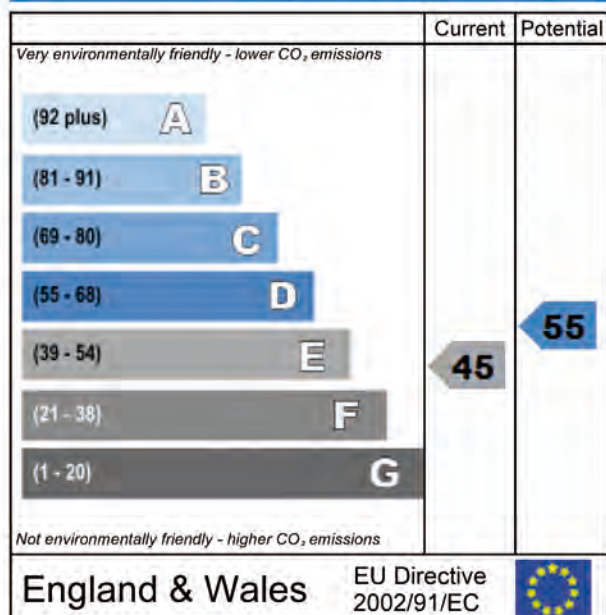 Current Potential
Very environmentally friendly - lower CO₂ emissions
(92 plus) A
(81 - 91) B
(69 - 80) C
(55 - 68) D
55
(39 - 54) E
45
(21 - 38) F
(1 - 20) G
Not environmentally friendly - higher CO₂ emissions
England & Wales
EU Directive
2002/91/EC